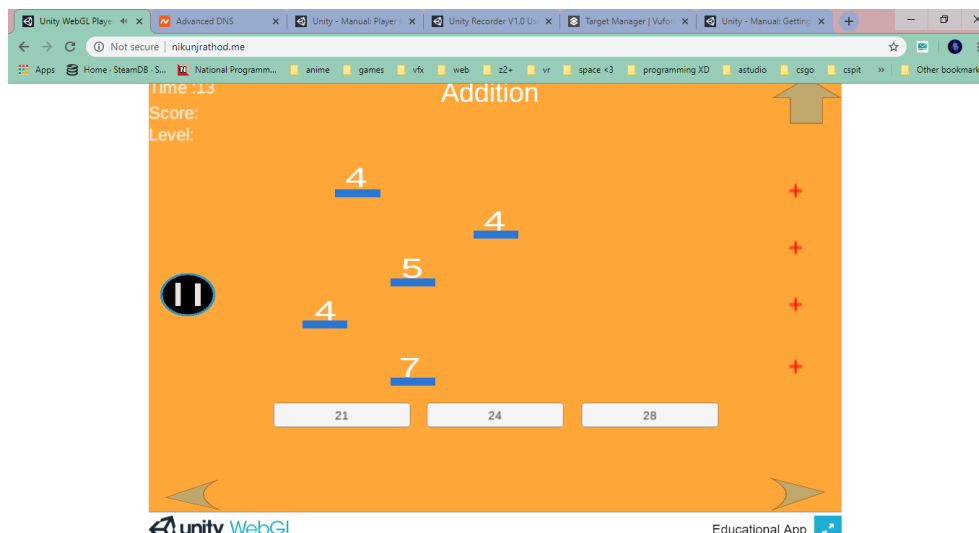 Unity WebGL Player
Advanced DNS
Unity - Manual: Player
Unity Recorder V1.0 Us
Target Manager | Vufor
Unity - Manual: Getting
Not secure | nikunjrathod.me
Apps Home - SteamDB - S... National Programm... anime games vfx web z2+ vr space <3 programming XD astudio csgo cspit » Other bookmark
Time :13
Addition
Score:
Level:
4
4
5
4
7
+
+
+
+
21 24 28
unity WebGL
Educational App